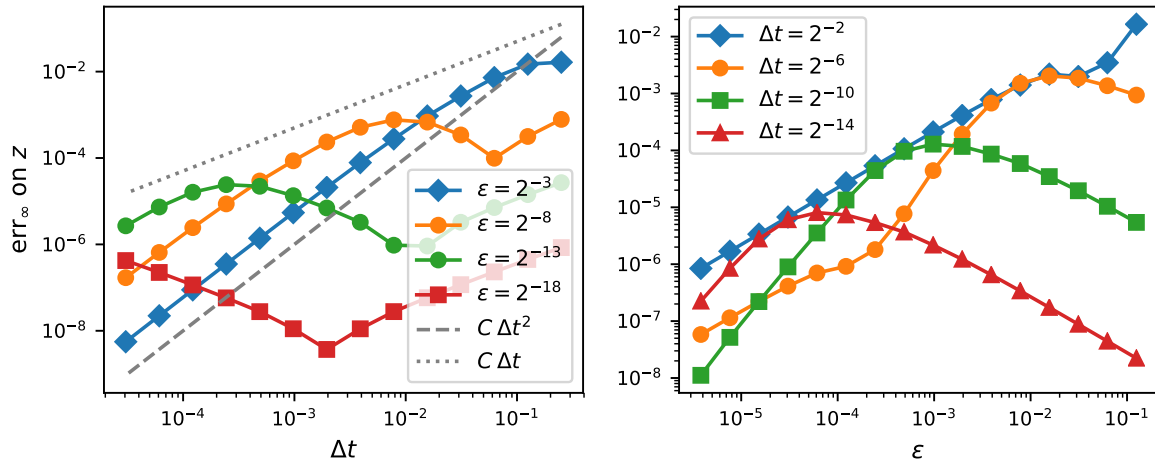 err∞ on z
10⁻²
10⁻⁴
10⁻⁶
10⁻⁸
10⁻⁴
10⁻³
10⁻²
10⁻¹
Δt
ε = 2⁻³
ε = 2⁻⁸
ε = 2⁻¹³
ε = 2⁻¹⁸
C Δt²
C Δt
10⁻²
10⁻³
10⁻⁴
10⁻⁵
10⁻⁶
10⁻⁷
10⁻⁸
10⁻⁵
10⁻⁴
10⁻³
10⁻²
10⁻¹
ε
Δt = 2⁻²
Δt = 2⁻⁶
Δt = 2⁻¹⁰
Δt = 2⁻¹⁴